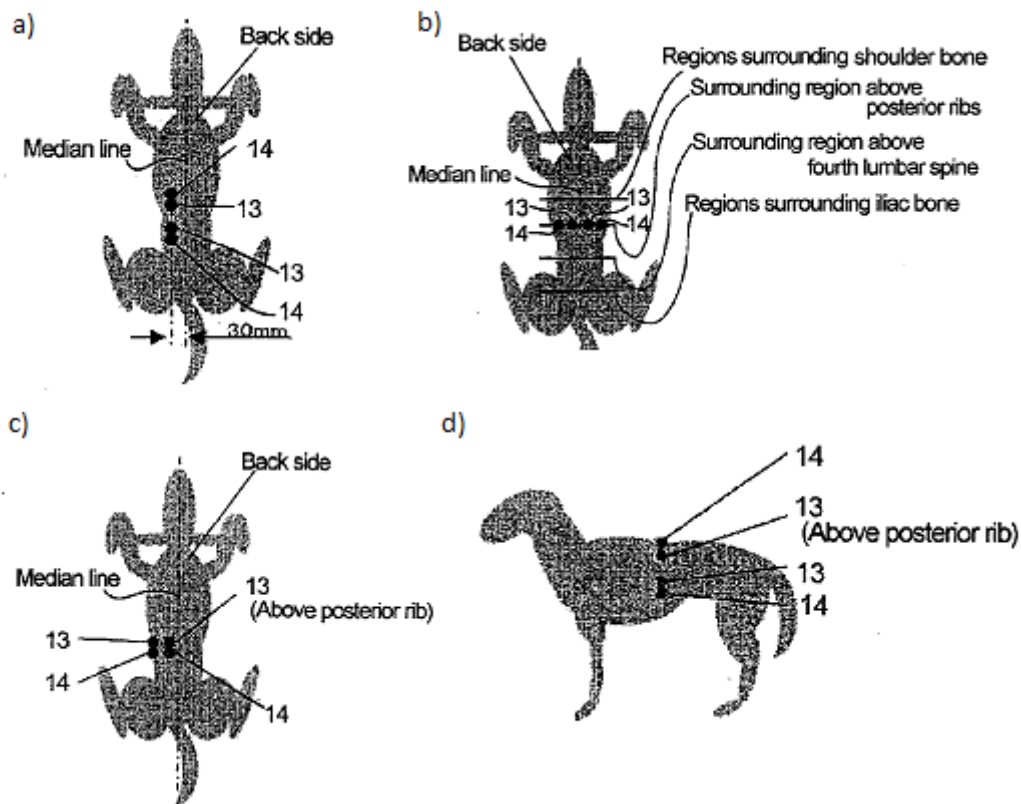 a)
Back side
Median line
14
13
13
14
30mm
b)
Back side
Regions surrounding shoulder bone
Surrounding region above
posterior ribs
Surrounding region above
fourth lumbar spine
Median line
Regions surrounding iliac bone
13
13
14
14
c)
Back side
Median line
13
(Above posterior rib)
13
14
14
d)
14
13
(Above posterior rib)
13
14